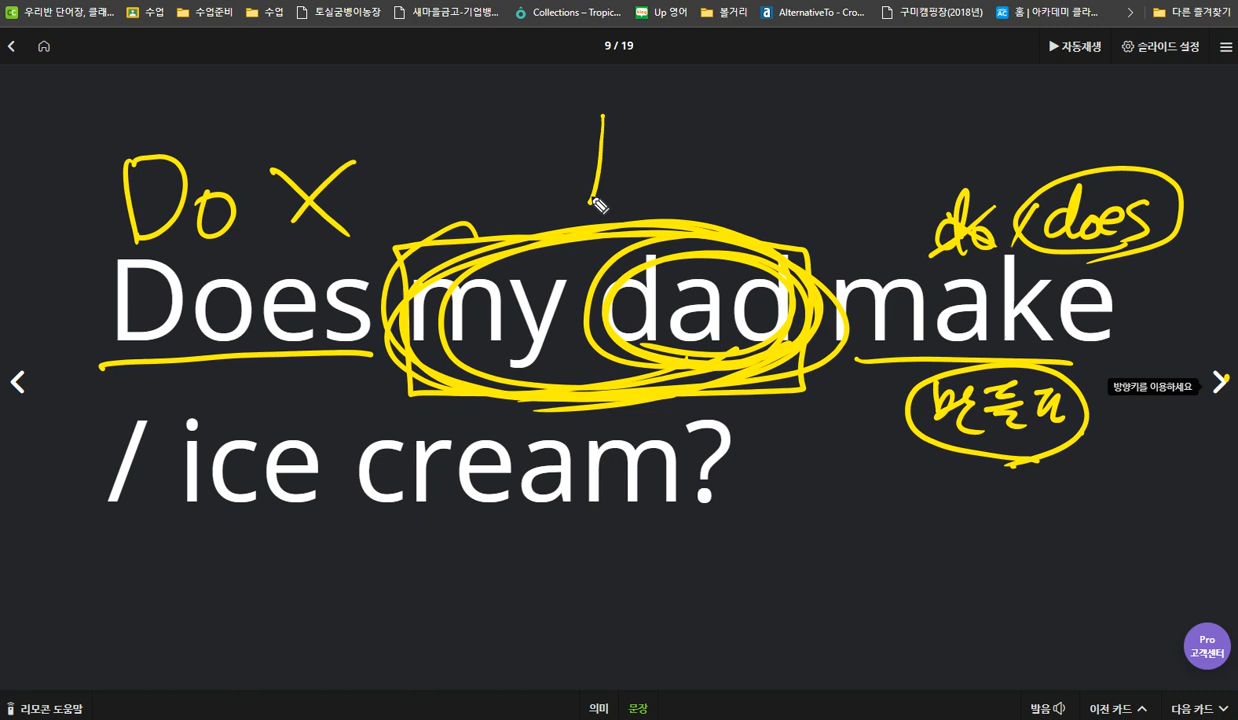 우리반 단어장, 클래... 수업 수업준비 수업 토실굼벵이농장 새마을금고-기업뱅... Collections – Tropic... Up 영어 볼거리 AlternativeTo - Cro... 구미캠핑장(2018년) 홈 | 아카데미 클라... 다른 즐겨찾기
9 / 19 자동재생 슬라이드 설정
Do X
do does
Does my dad make
만들다
방향키를 이용하세요
/ ice cream?
Pro
고객센터
리모콘 도움말 의미 문장 발음 이전 카드 다음 카드